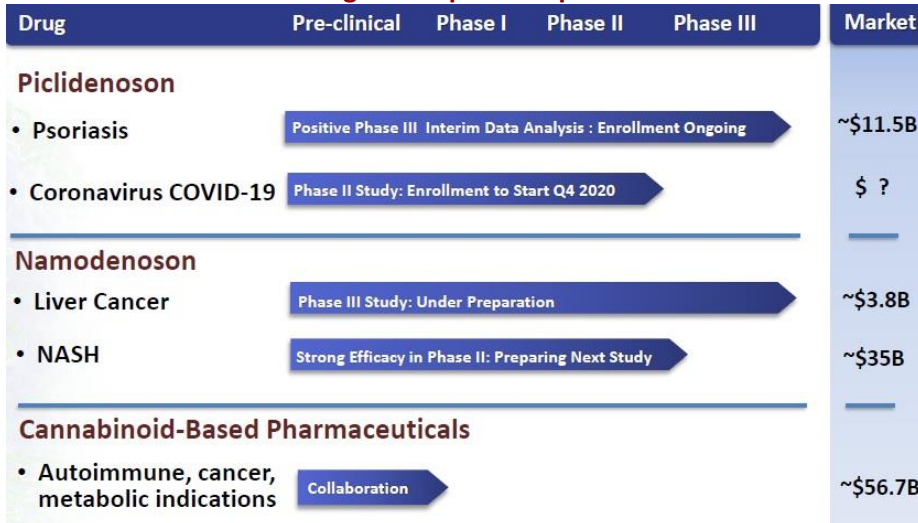 Drug Pre-clinical Phase I Phase II Phase III Market
Piclidenoson
• Psoriasis Positive Phase III Interim Data Analysis : Enrollment Ongoing ~$11.5B
• Coronavirus COVID-19 Phase II Study: Enrollment to Start Q4 2020 $ ?
Namodenoson
• Liver Cancer Phase III Study: Under Preparation ~$3.8B
• NASH Strong Efficacy in Phase II: Preparing Next Study ~$35B
Cannabinoid-Based Pharmaceuticals
• Autoimmune, cancer,
metabolic indications Collaboration ~$56.7B